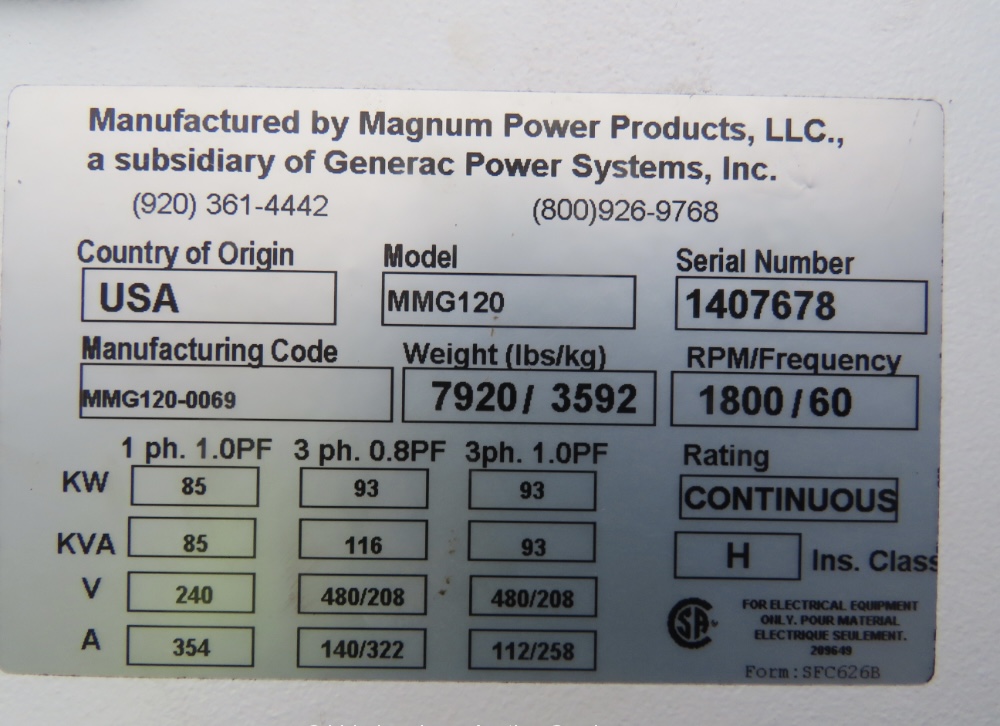 Manufactured by Magnum Power Products, LLC.,
a subsidiary of Generac Power Systems, Inc.
(920) 361-4442 (800)926-9768
Country of Origin Model Serial Number
USA MMG120 1407678
Manufacturing Code Weight (lbs/kg) RPM/Frequency
MMG120-0069 7920/ 3592 1800/60
1 ph. 1.0PF 3 ph. 0.8PF 3ph. 1.0PF Rating
KW 85 93 93 CONTINUOUS
KVA 85 116 93 H Ins. Class
V 240 480/208 480/208
A 354 140/322 112/258
FOR ELECTRICAL EQUIPMENT
ONLY. POUR MATERIAL
ELECTRIQUE SEULEMENT.
209649
Form:SFC626B